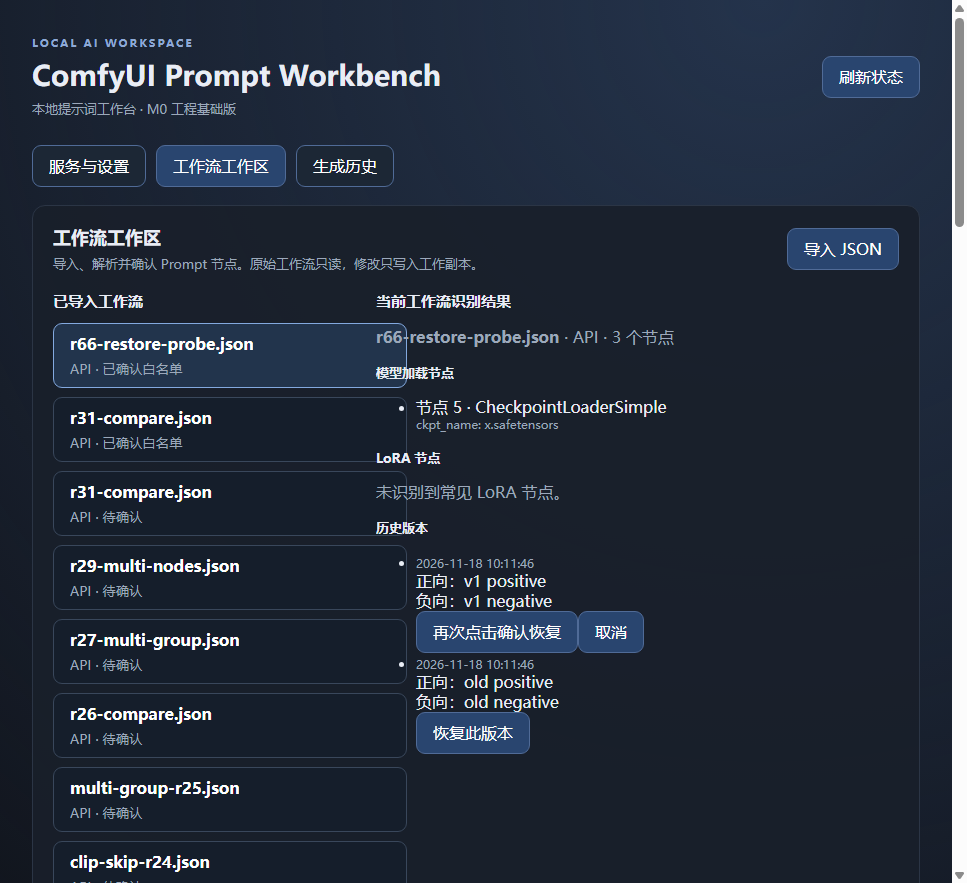 LOCAL AI WORKSPACE
ComfyUI Prompt Workbench
本地提示词工作台 · M0 工程基础版
刷新状态
服务与设置
工作流工作区
生成历史
工作流工作区
导入、解析并确认 Prompt 节点。原始工作流只读，修改只写入工作副本。
导入 JSON
已导入工作流
r66-restore-probe.json
API · 已确认白名单
r31-compare.json
API · 已确认白名单
r31-compare.json
API · 待确认
r29-multi-nodes.json
API · 待确认
r27-multi-group.json
API · 待确认
r26-compare.json
API · 待确认
multi-group-r25.json
API · 待确认
clip-skip-r24.json
当前工作流识别结果
r66-restore-probe.json · API · 3 个节点
模型加载节点
节点 5 · CheckpointLoaderSimple
ckpt_name: x.safetensors
LoRA 节点
未识别到常见 LoRA 节点。
历史版本
2026-11-18 10:11:46
正向：v1 positive
负向：v1 negative
再次点击确认恢复
取消
2026-11-18 10:11:46
正向：old positive
负向：old negative
恢复此版本